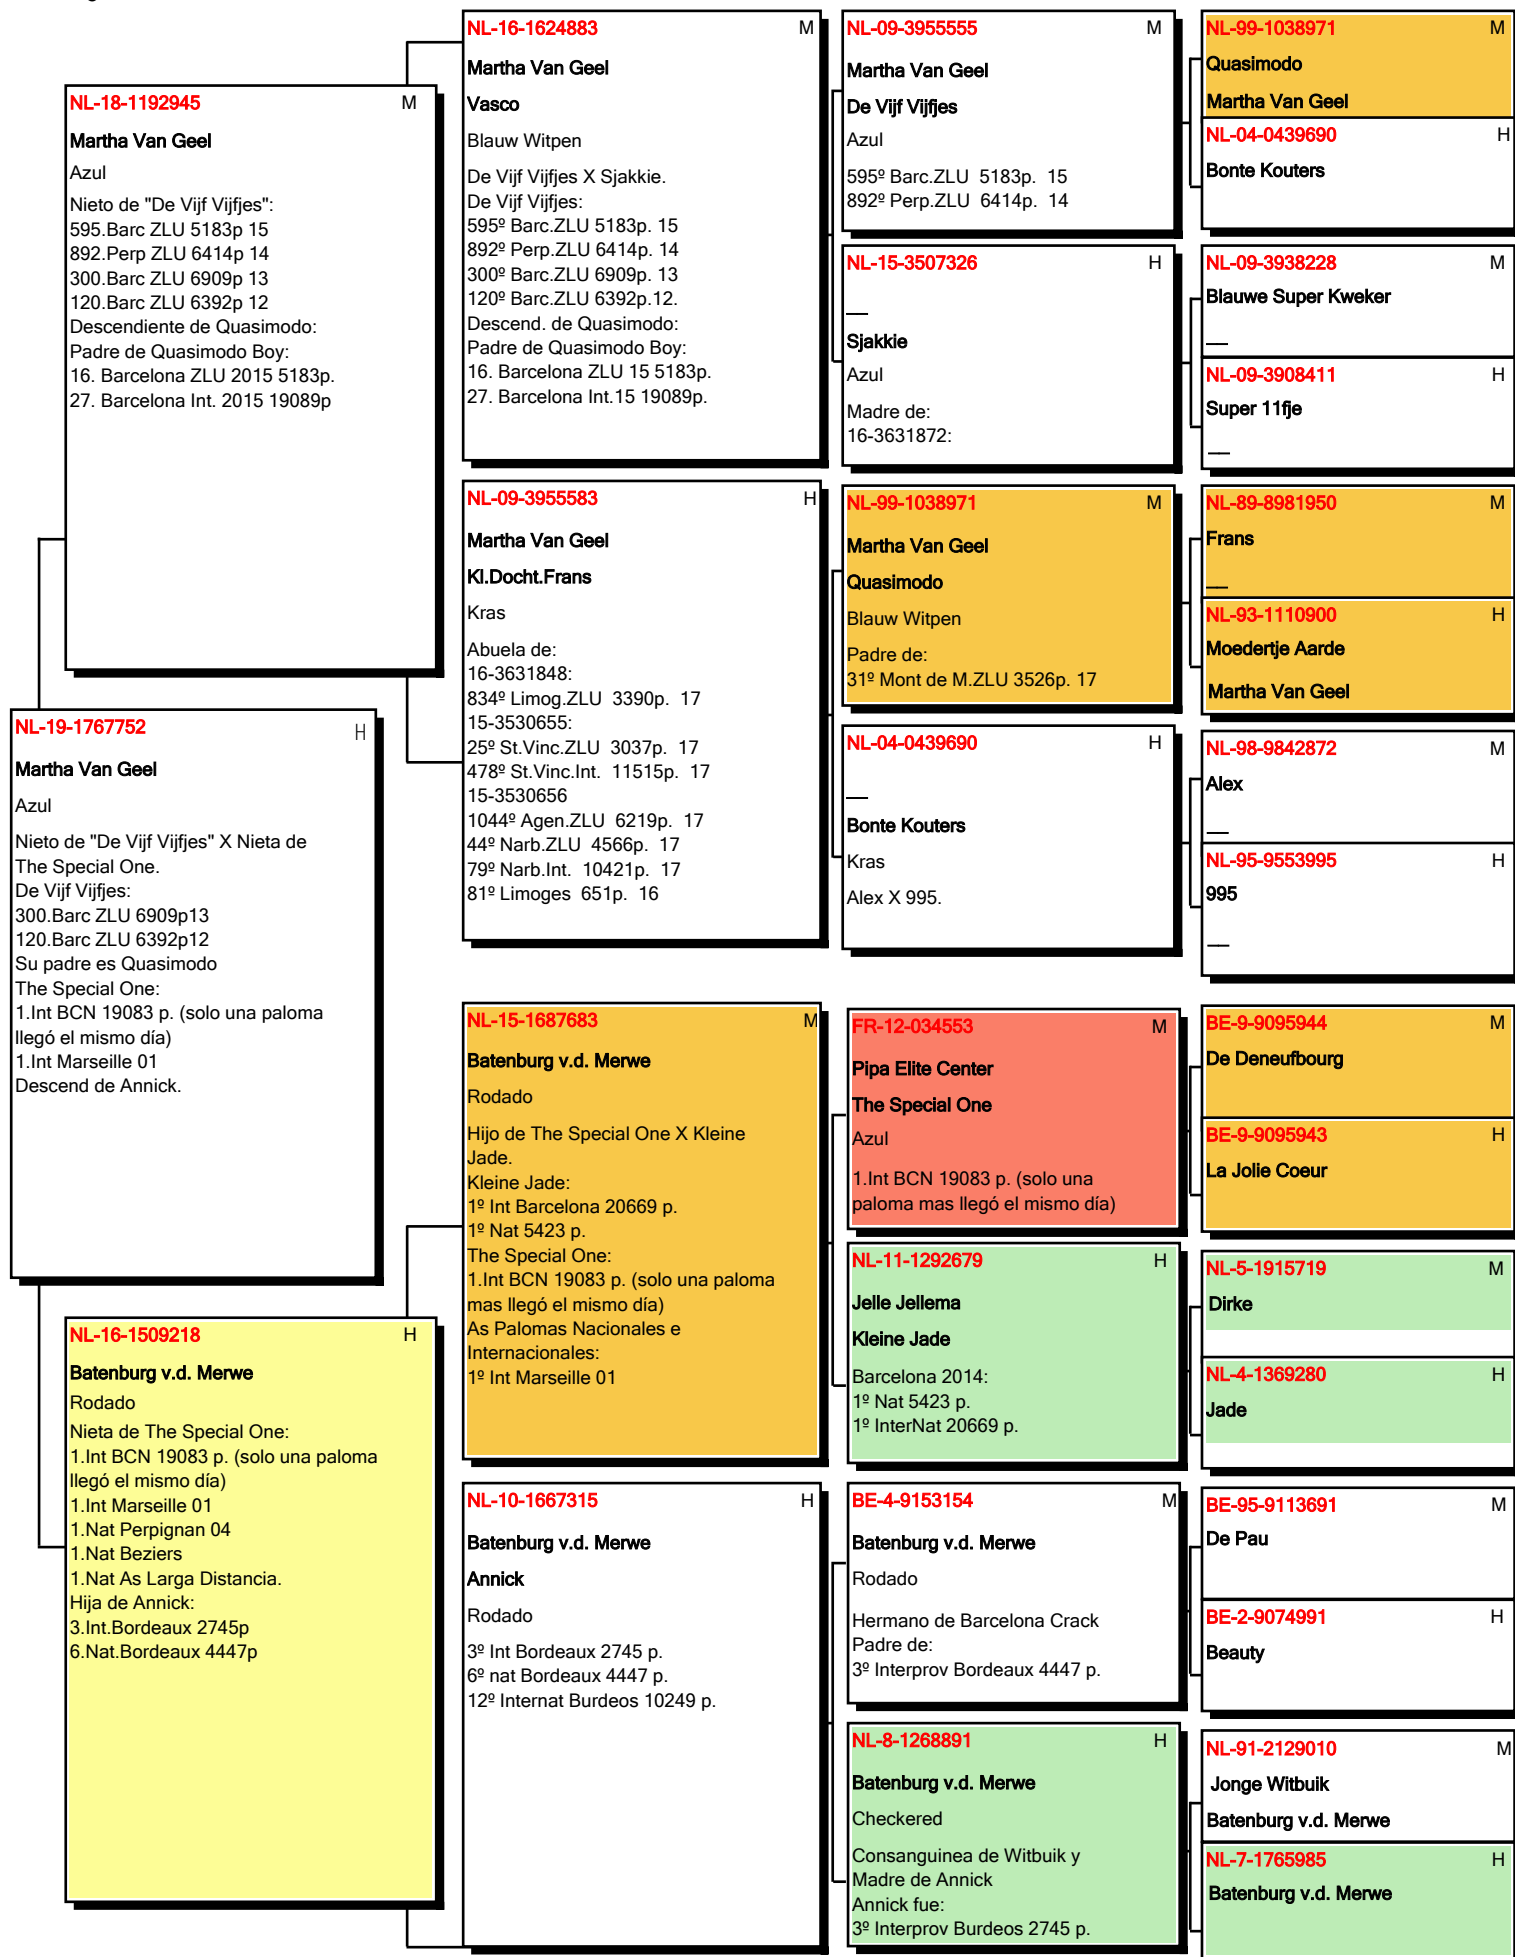 NL-19-1767752 H
Martha Van Geel
Azul
Nieto de "De Vijf Vijfjes" X Nieta de
The Special One.
De Vijf Vijfjes:
300.Barc ZLU 6909p13
120.Barc ZLU 6392p12
Su padre es Quasimodo
The Special One:
1.Int BCN 19083 p. (solo una paloma
llegó el mismo día)
1.Int Marseille 01
Descend de Annick.
NL-18-1192945 M
Martha Van Geel
Azul
Nieto de "De Vijf Vijfjes":
595.Barc ZLU 5183p 15
892.Perp ZLU 6414p 14
300.Barc ZLU 6909p 13
120.Barc ZLU 6392p 12
Descendiente de Quasimodo:
Padre de Quasimodo Boy:
16. Barcelona ZLU 2015 5183p.
27. Barcelona Int. 2015 19089p
NL-16-1509218 H
Batenburg v.d. Merwe
Rodado
Nieta de The Special One:
1.Int BCN 19083 p. (solo una paloma
llegó el mismo día)
1.Int Marseille 01
1.Nat Perpignan 04
1.Nat Beziers
1.Nat As Larga Distancia.
Hija de Annick:
3.Int.Bordeaux 2745p
6.Nat.Bordeaux 4447p
NL-16-1624883 M
Martha Van Geel
Vasco
Blauw Witpen
De Vijf Vijfjes X Sjakkie.
De Vijf Vijfjes:
595º Barc.ZLU 5183p. 15
892º Perp.ZLU 6414p. 14
300º Barc.ZLU 6909p. 13
120º Barc.ZLU 6392p.12.
Descend. de Quasimodo:
Padre de Quasimodo Boy:
16. Barcelona ZLU 15 5183p.
27. Barcelona Int.15 19089p.
NL-09-3955583 H
Martha Van Geel
Kl.Docht.Frans
Kras
Abuela de:
16-3631848:
834º Limog.ZLU 3390p. 17
15-3530655:
25º St.Vinc.ZLU 3037p. 17
478º St.Vinc.Int. 11515p. 17
15-3530656
1044º Agen.ZLU 6219p. 17
44º Narb.ZLU 4566p. 17
79º Narb.Int. 10421p. 17
81º Limoges 651p. 16
NL-15-1687683 M
Batenburg v.d. Merwe
Rodado
Hijo de The Special One X Kleine
Jade.
Kleine Jade:
1º Int Barcelona 20669 p.
1º Nat 5423 p.
The Special One:
1.Int BCN 19083 p. (solo una paloma
mas llegó el mismo día)
As Palomas Nacionales e
Internacionales:
1º Int Marseille 01
NL-10-1667315 H
Batenburg v.d. Merwe
Annick
Rodado
3º Int Bordeaux 2745 p.
6º nat Bordeaux 4447 p.
12º Internat Burdeos 10249 p.
NL-09-3955555 M
Martha Van Geel
De Vijf Vijfjes
Azul
595º Barc.ZLU 5183p. 15
892º Perp.ZLU 6414p. 14
NL-15-3507326 H
__
Sjakkie
Azul
Madre de:
16-3631872:
NL-99-1038971 M
Martha Van Geel
Quasimodo
Blauw Witpen
Padre de:
31º Mont de M.ZLU 3526p. 17
NL-04-0439690 H
__
Bonte Kouters
Kras
Alex X 995.
FR-12-034553 M
Pipa Elite Center
The Special One
Azul
1.Int BCN 19083 p. (solo una
paloma mas llegó el mismo día)
NL-11-1292679 H
Jelle Jellema
Kleine Jade
Barcelona 2014:
1º Nat 5423 p.
1º InterNat 20669 p.
BE-4-9153154 M
Batenburg v.d. Merwe
Rodado
Hermano de Barcelona Crack
Padre de:
3º Interprov Bordeaux 4447 p.
NL-8-1268891 H
Batenburg v.d. Merwe
Checkered
Consanguinea de Witbuik y
Madre de Annick
Annick fue:
3º Interprov Burdeos 2745 p.
NL-99-1038971 M
Quasimodo
Martha Van Geel
NL-04-0439690 H
Bonte Kouters
NL-09-3938228 M
Blauwe Super Kweker
__
NL-09-3908411 H
Super 11fje
__
NL-89-8981950 M
Frans
__
NL-93-1110900 H
Moedertje Aarde
Martha Van Geel
NL-98-9842872 M
Alex
__
NL-95-9553995 H
995
__
BE-9-9095944 M
De Deneufbourg
BE-9-9095943 H
La Jolie Coeur
NL-5-1915719 M
Dirke
NL-4-1369280 H
Jade
BE-95-9113691 M
De Pau
BE-2-9074991 H
Beauty
NL-91-2129010 M
Jonge Witbuik
Batenburg v.d. Merwe
NL-7-1765985 H
Batenburg v.d. Merwe